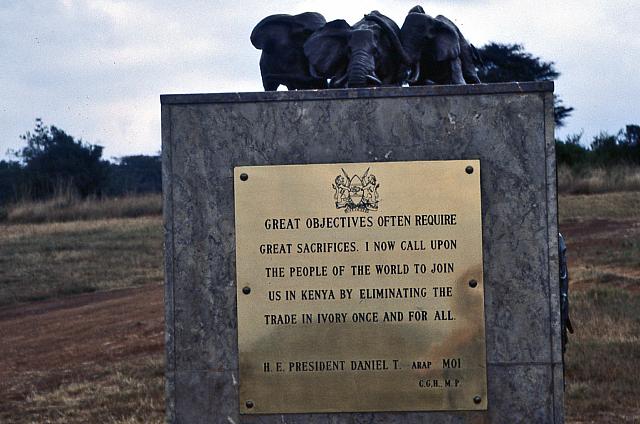 GREAT OBJECTIVES OFTEN REQUIRE
GREAT SACRIFICES. I NOW CALL UPON
THE PEOPLE OF THE WORLD TO JOIN
US IN KENYA BY ELIMINATING THE
TRADE IN IVORY ONCE AND FOR ALL.
H. E. PRESIDENT DANIEL T. ARAP MOI
C.G.H., M.P.